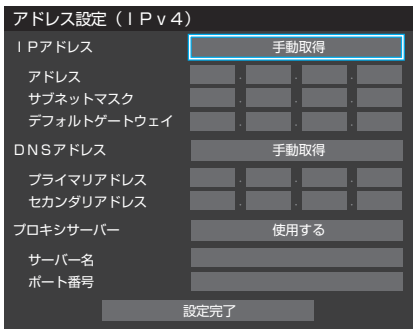 アドレス設定（ＩＰｖ４）
ＩＰアドレス 手動取得
アドレス . . .
サブネットマスク . . .
デフォルトゲートウェイ . . .
ＤＮＳアドレス 手動取得
プライマリアドレス . . .
セカンダリアドレス . . .
プロキシサーバー 使用する
サーバー名
ポート番号
設定完了